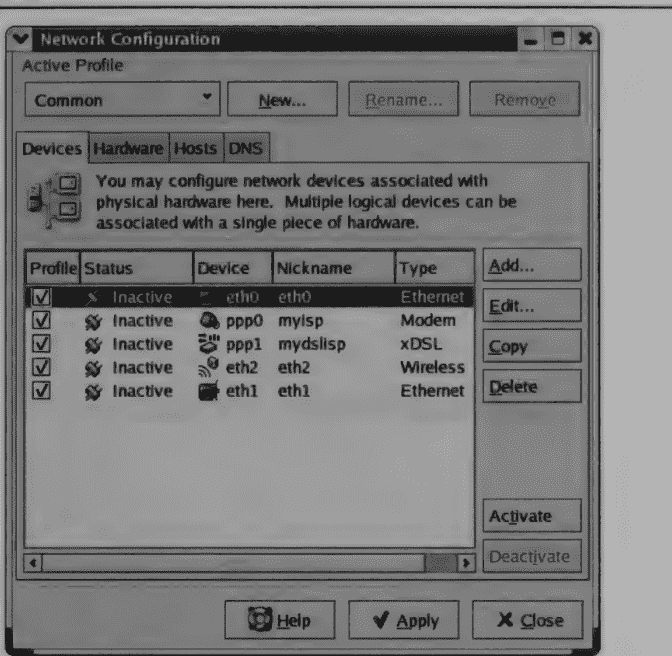 Network Configuration
Active Profile
Common New... Rename... Remove
Devices Hardware Hosts DNS
You may configure network devices associated with
physical hardware here. Multiple logical devices can be
associated with a single piece of hardware.
Profile Status Device Nickname Type
Inactive eth0 eth0 Ethernet
Inactive ppp0 myisp Modem
Inactive ppp1 mydslisp xDSL
Inactive eth2 eth2 Wireless
Inactive eth1 eth1 Ethernet
Add...
Edit...
Copy
Delete
Activate
Deactivate
Help Apply Close